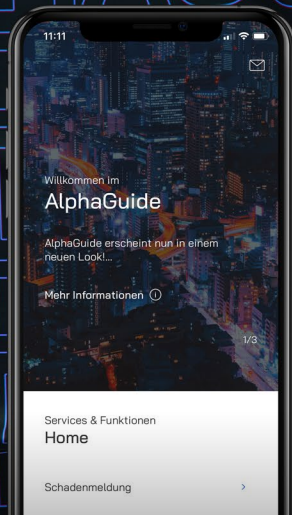 11:11
Willkommen im
AlphaGuide
AlphaGuide erscheint nun in einem
neuen Look!...
Mehr Informationen
1/3
Services & Funktionen
Home
Schadenmeldung